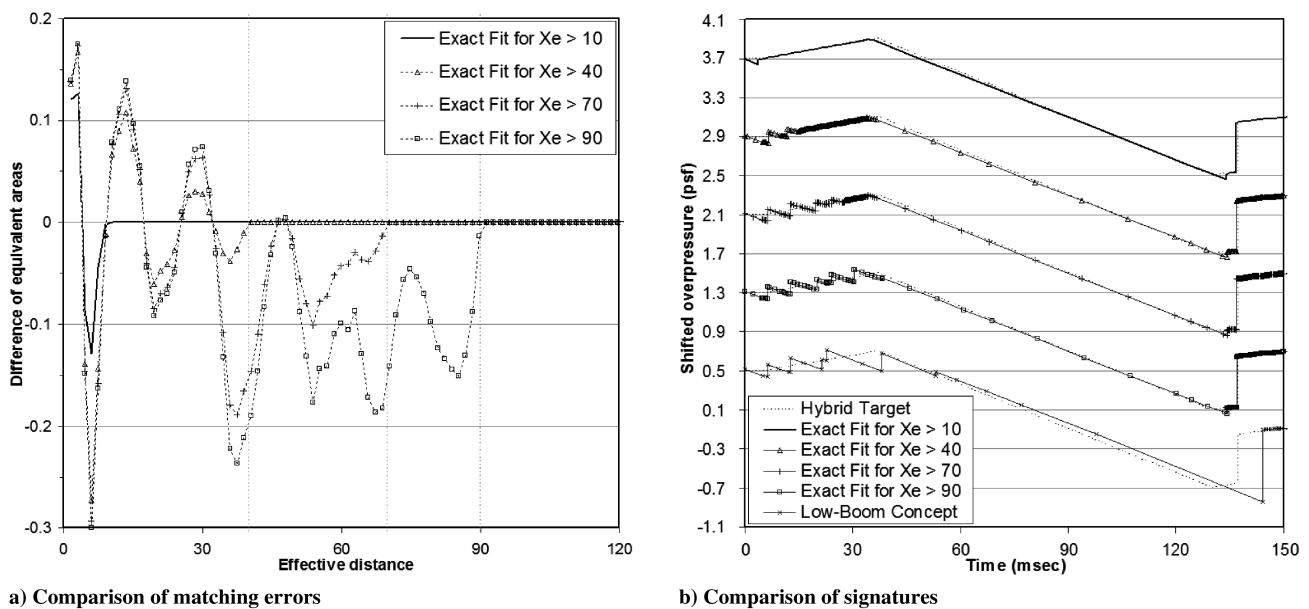 0.2
0.1
0
-0.1
-0.2
-0.3
Difference of equivalent areas
Exact Fit for Xe > 10
Exact Fit for Xe > 40
Exact Fit for Xe > 70
Exact Fit for Xe > 90
0 30 60 90 120
Effective distance
a) Comparison of matching errors
4.1
3.7
3.3
2.9
2.5
2.1
1.7
1.3
0.9
0.5
0.1
-0.3
-0.7
-1.1
Shifted overpressure (psf)
Hybrid Target
Exact Fit for Xe > 10
Exact Fit for Xe > 40
Exact Fit for Xe > 70
Exact Fit for Xe > 90
Low-Boom Concept
0 30 60 90 120 150
Time (msec)
b) Comparison of signatures